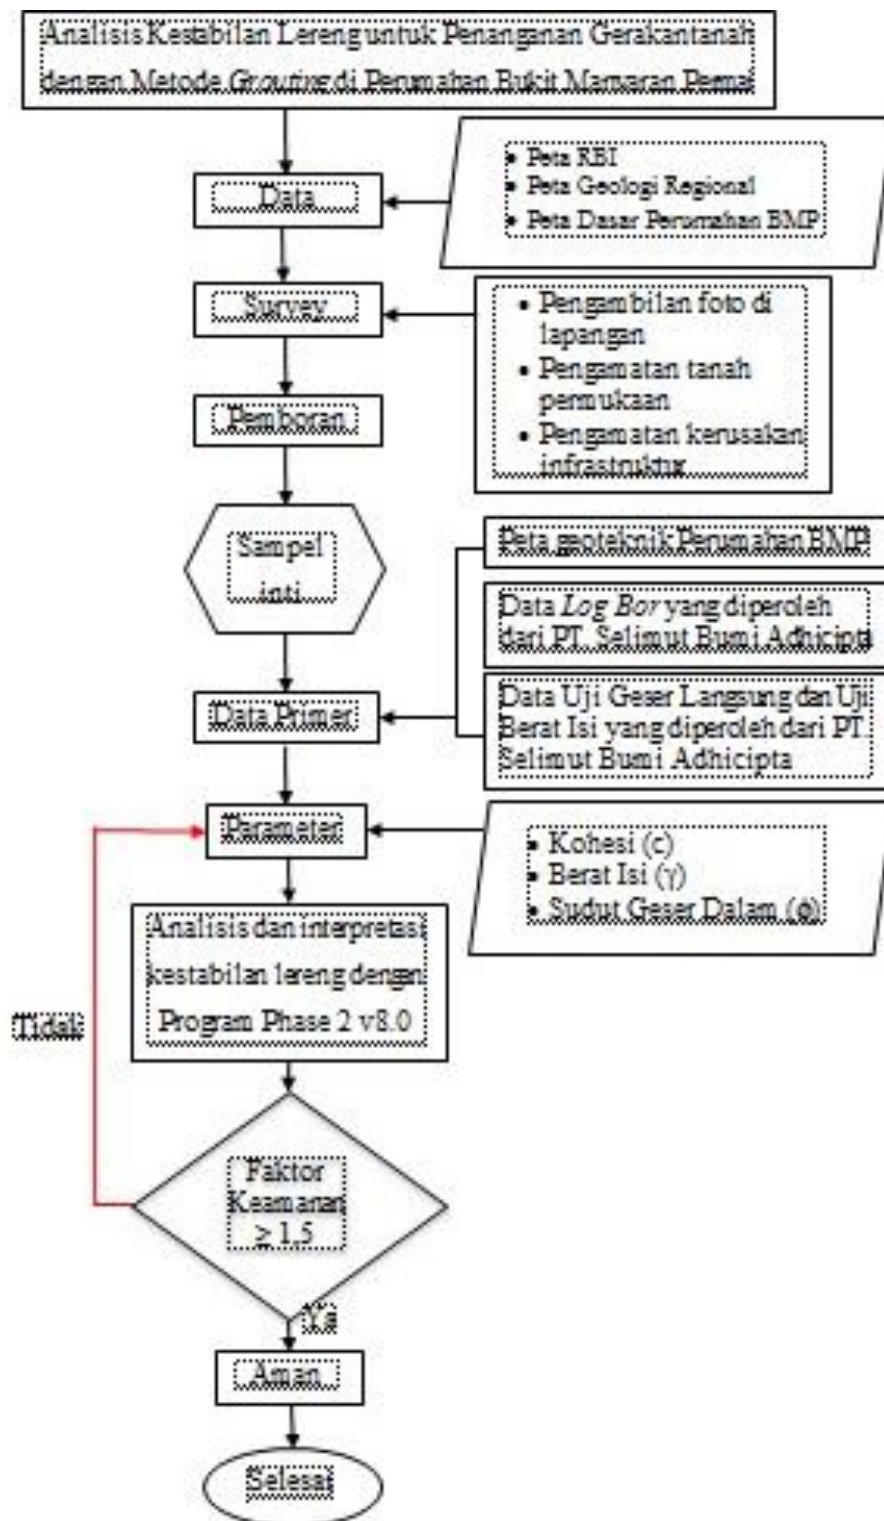 Analisis Kestabilan Lereng untuk Penanganan Gerakantanah
dengan Metode Grouting di Perumahan Bukit Manyaran Permai
Data
• Peta RBI
• Peta Geologi Regional
• Peta Dasar Perumahan BMP
Survey
• Pengambilan foto di
lapangan
• Pengamatan tanah
permukaan
• Pengamatan kerusakan
infrastruktur
Pemboran
Sampel
inti
Peta geoteknik Perumahan BMP
Data Log Bor yang diperoleh
dari PT. Selimut Bumi Adhicipta
Data Primer
Data Uji Geser Langsung dan Uji
Berat Isi yang diperoleh dari PT.
Selimut Bumi Adhicipta
Parameter
• Kohesi (c)
• Berat Isi (γ)
• Sudut Geser Dalam (ϕ)
Analisis dan interpretasi
kestabilan lereng dengan
Program Phase 2 v8.0
Tidak
Faktor
Keamanan
≥ 1,5
Ya
Aman
Selesai